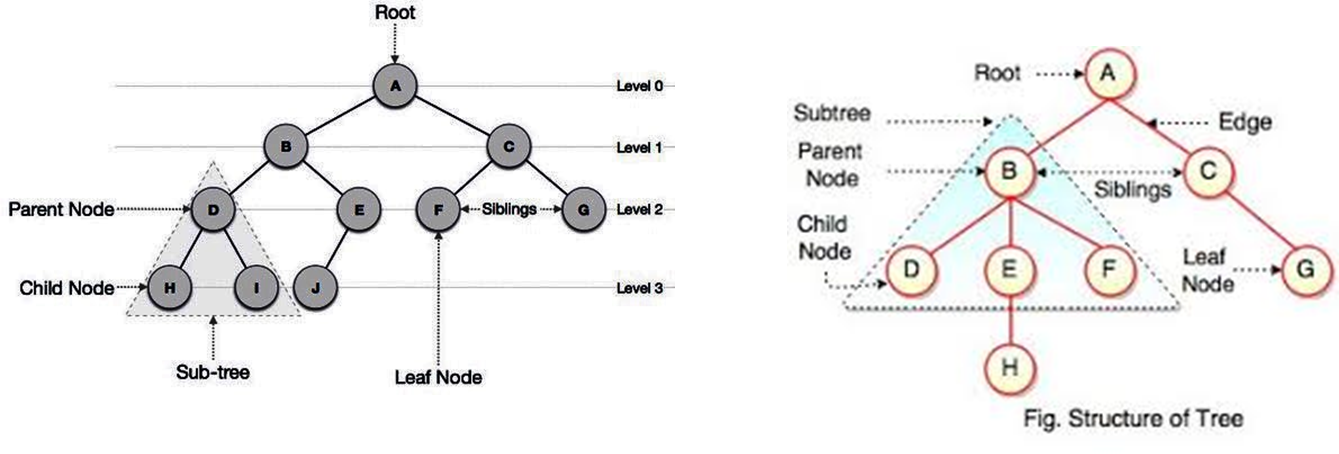 Root
A
Level 0
B
C
Level 1
Parent Node
D
E
F
Siblings
G
Level 2
Child Node
H
I
J
Level 3
Sub-tree
Leaf Node
Root
A
Subtree
Edge
Parent
Node
B
Siblings
C
Child
Node
D
E
F
Leaf
Node
G
H
Fig. Structure of Tree